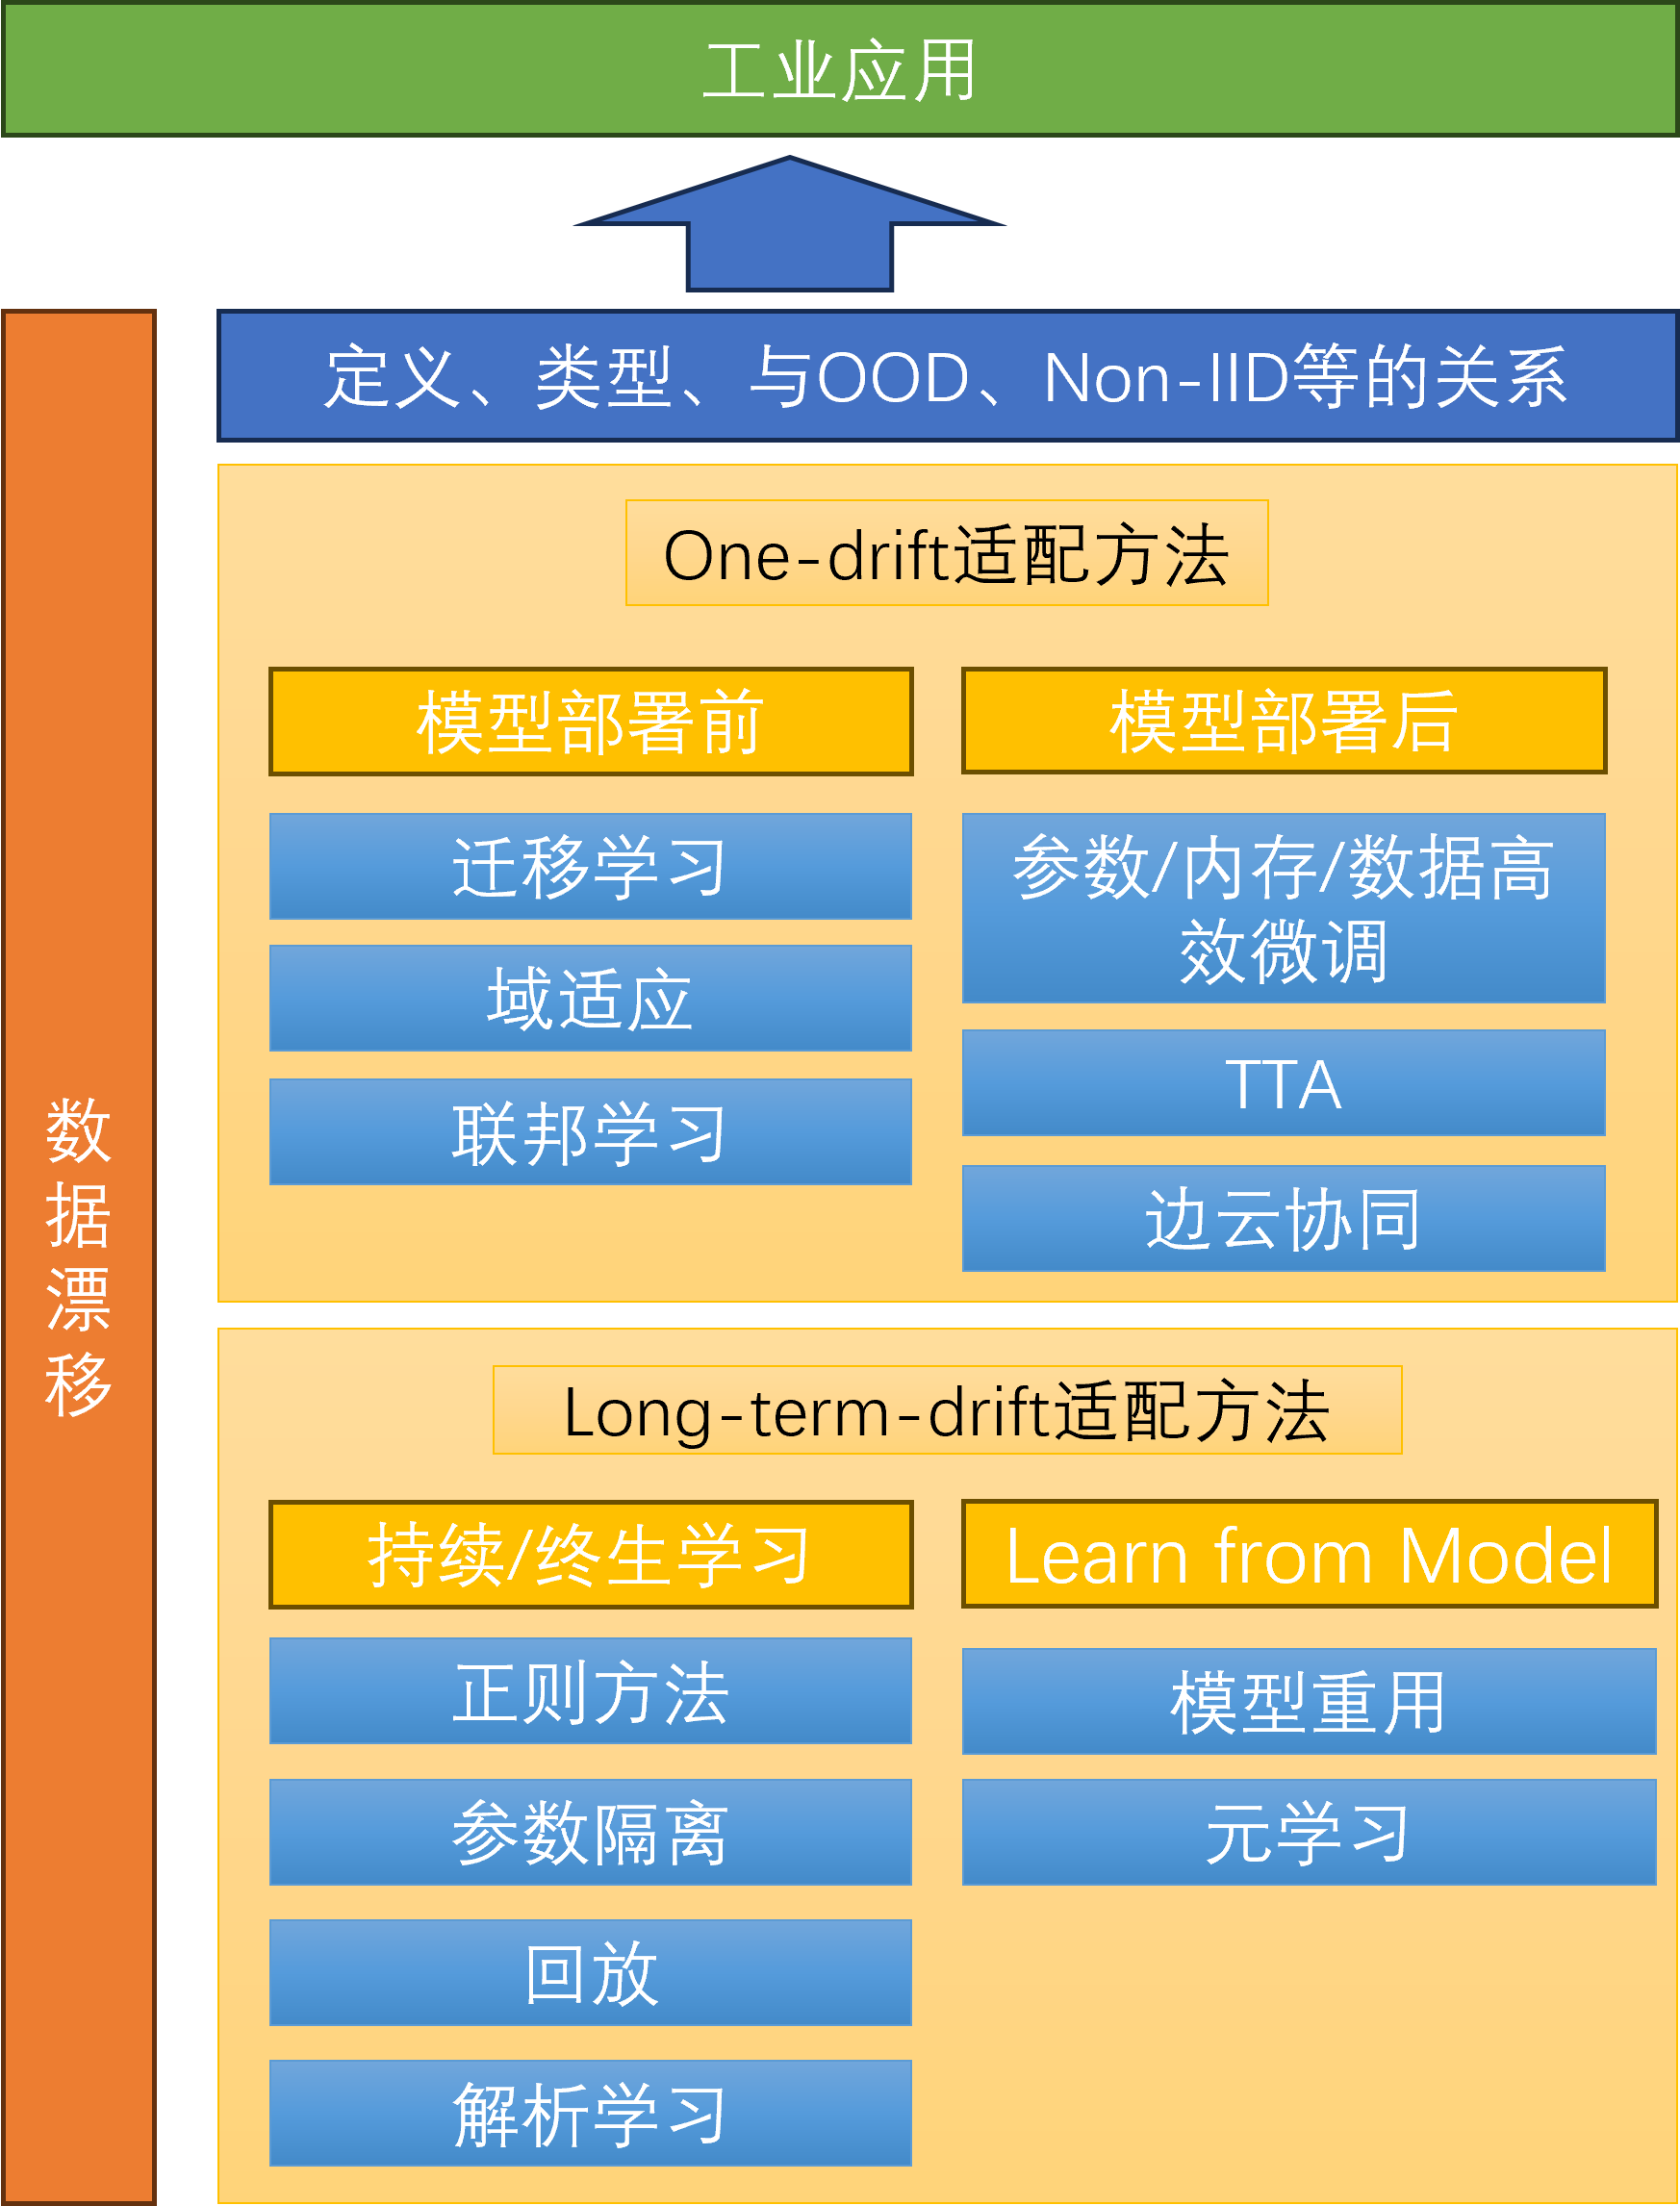 工业应用
数据漂移
定义、类型、与OOD、Non-IID等的关系
One-drift适配方法
模型部署前
迁移学习
域适应
联邦学习
模型部署后
参数/内存/数据高
效微调
TTA
边云协同
Long-term-drift适配方法
持续/终生学习
正则方法
参数隔离
回放
解析学习
Learn from Model
模型重用
元学习